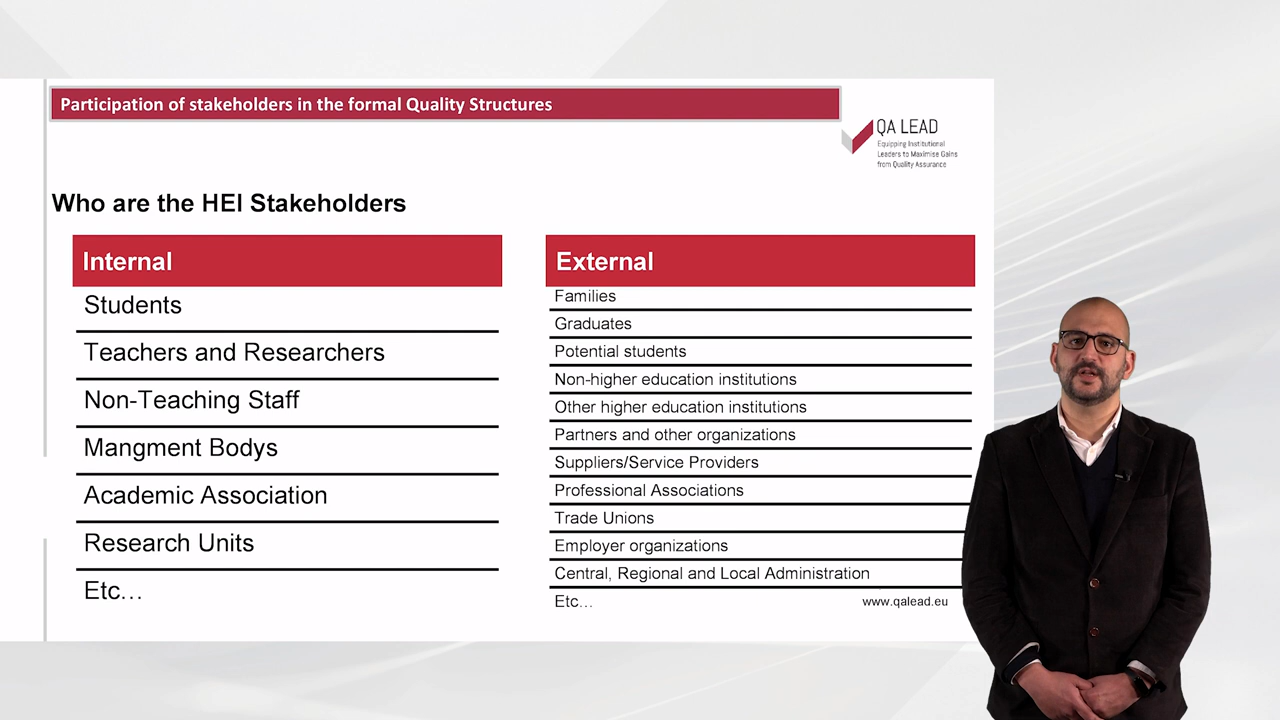 Participation of stakeholders in the formal Quality Structures
QA LEAD
Equipping Institutional
Leaders to Maximise Gains
from Quality Assurance
Who are the HEI Stakeholders
Internal
Students
Teachers and Researchers
Non-Teaching Staff
Mangment Bodys
Academic Association
Research Units
Etc...
External
Families
Graduates
Potential students
Non-higher education institutions
Other higher education institutions
Partners and other organizations
Suppliers/Service Providers
Professional Associations
Trade Unions
Employer organizations
Central, Regional and Local Administration
Etc...
www.qalead.eu